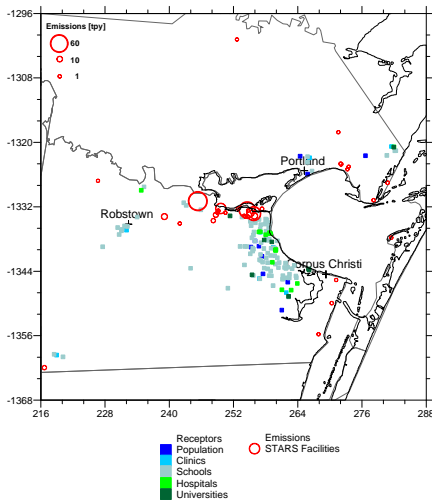 -1296
Emissions [tpy]
60
10
1
-1308
-1320
Portland
-1332
Robstown
-1344
orpus Christi
-1356
-1368
216 228 240 252 264 276 288
Receptors
Population
Clinics
Schools
Hospitals
Universities
Emissions
STARS Facilities